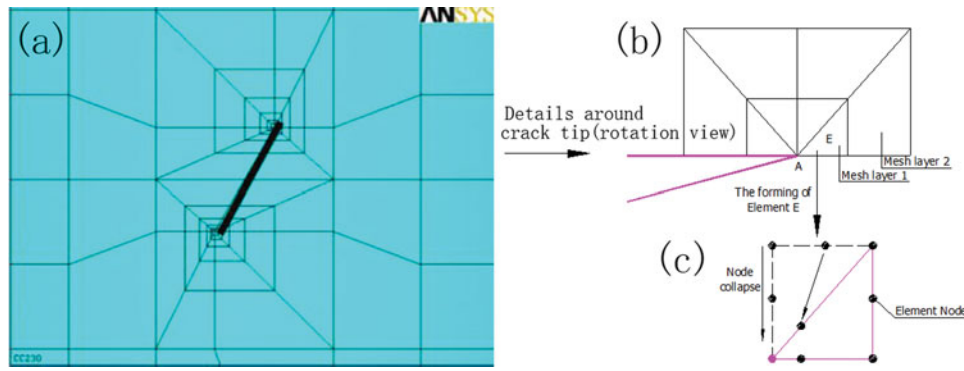 (a)
ANSYS
CC230
Details around
crack tip(rotation view)
(b)
E
A
Mesh layer 2
Mesh layer 1
The forming of
Element E
(c)
Node
collapse
Element Node